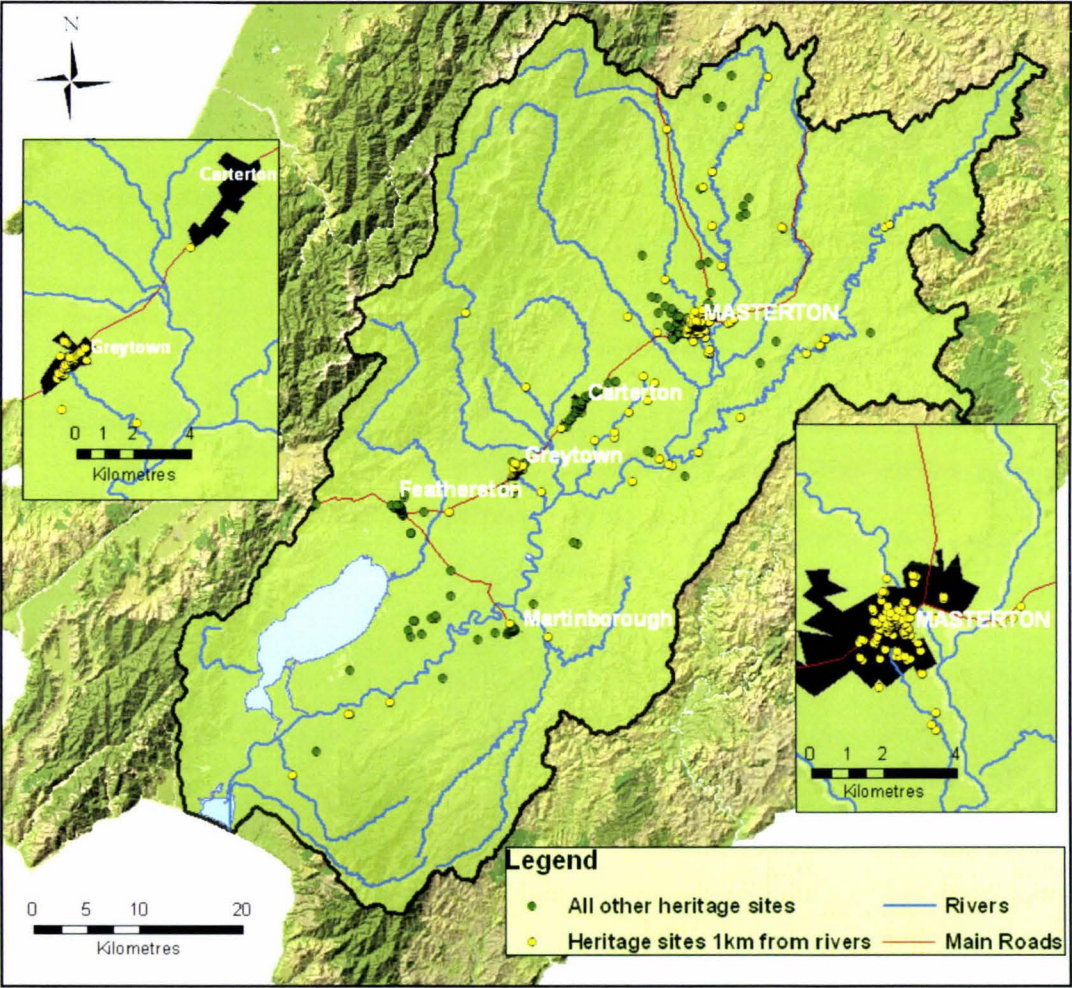 N
Carterton
Greytown
0 1 2 4
Kilometres
MASTERTON
Carterton
Greytown
Featherston
Martinborough
MASTERTON
0 1 2 4
Kilometres
0 5 10 20
Kilometres
Legend
All other heritage sites
Heritage sites 1km from rivers
Rivers
Main Roads